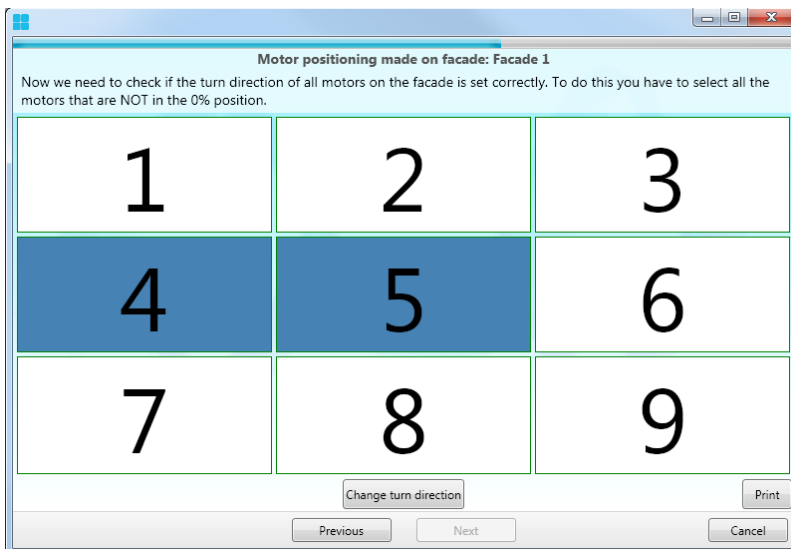 Motor positioning made on facade: Facade 1
Now we need to check if the turn direction of all motors on the facade is set correctly. To do this you have to select all the
motors that are NOT in the 0% position.
1 2 3
4 5 6
7 8 9
Change turn direction Print
Previous Next Cancel